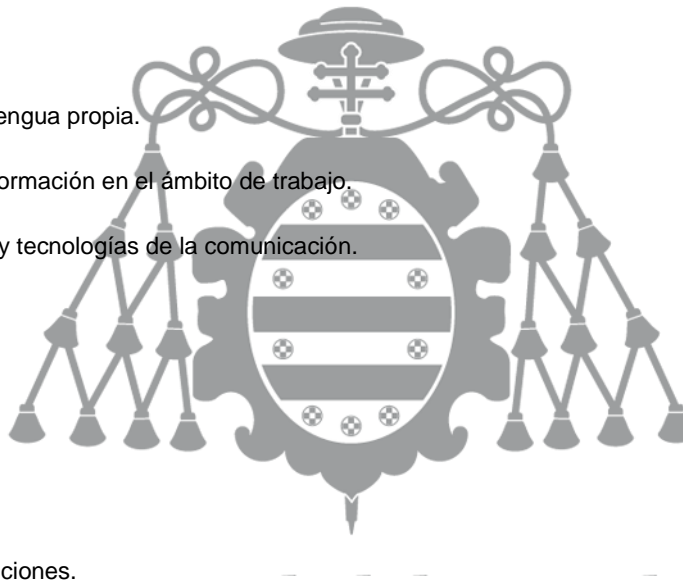 engua propia.
ormación en el ámbito de trabajo.
y tecnologías de la comunicación.
ciones.